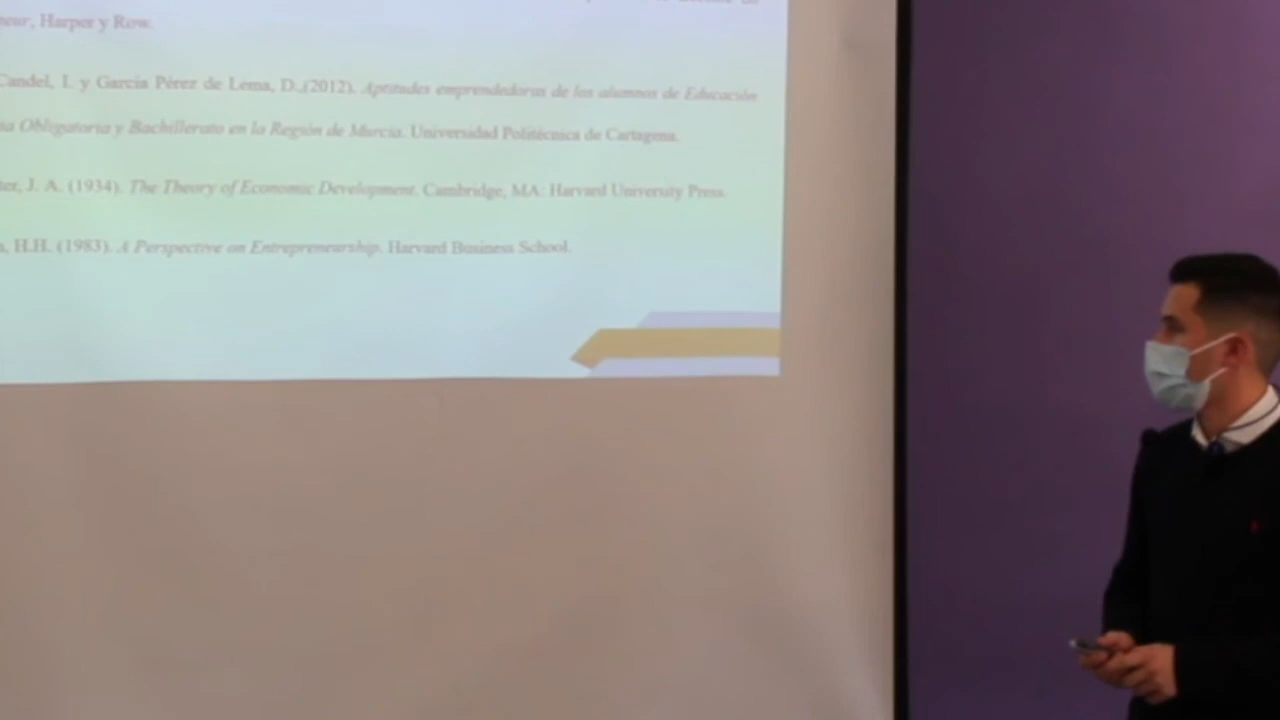 neur, Harper y Row.
Candel, I. y García Pérez de Lema, D.,(2012). Aptitudes emprendedoras de los alumnos de Educación
ia Obligatoria y Bachillerato en la Región de Murcia. Universidad Politécnica de Cartagena.
ter, J. A. (1934). The Theory of Economic Development. Cambridge, MA: Harvard University Press.
n, H.H. (1983). A Perspective on Entrepreneurship. Harvard Business School.